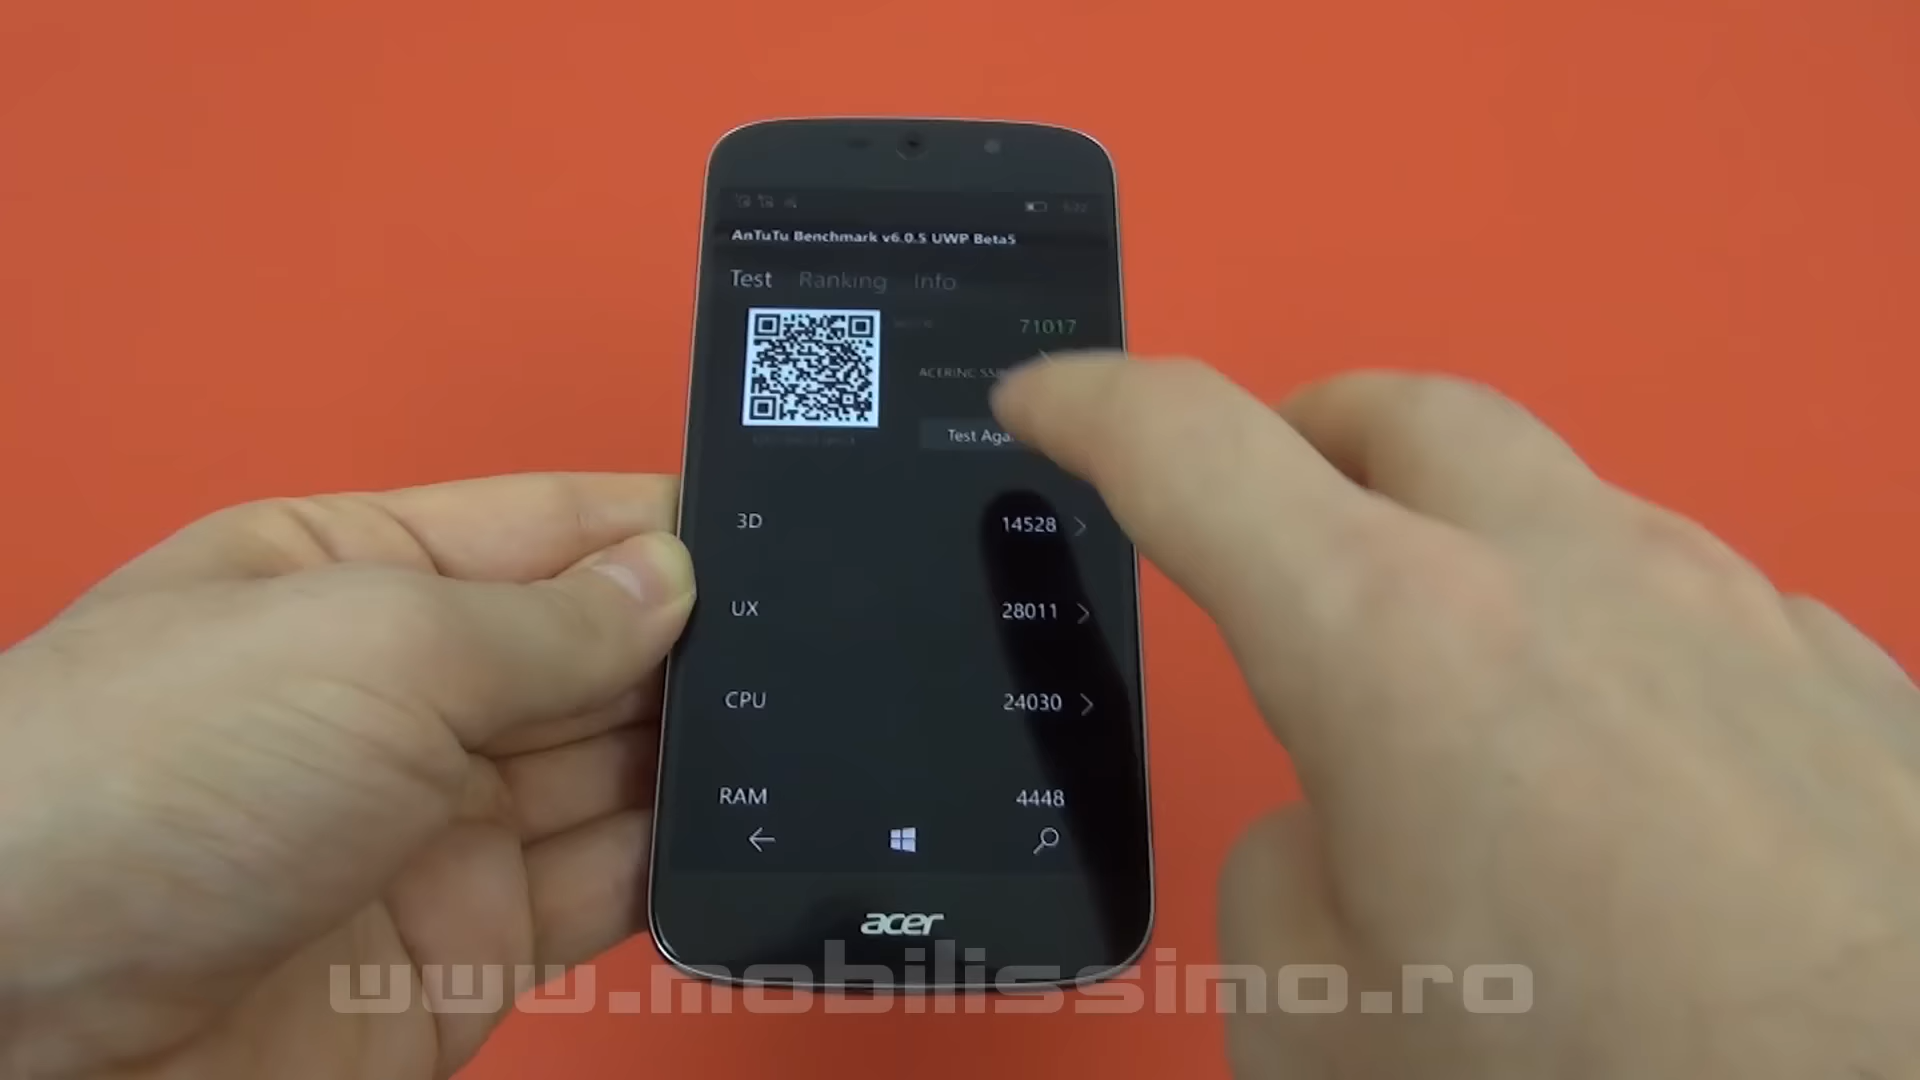 AnTuTu Benchmark v6.0.5 UWP Beta5
Test Ranking Info
71017
ACERINC
Test
3D 14528
UX 28011
CPU 24030
RAM 4448
acer
www.mobilissimo.ro